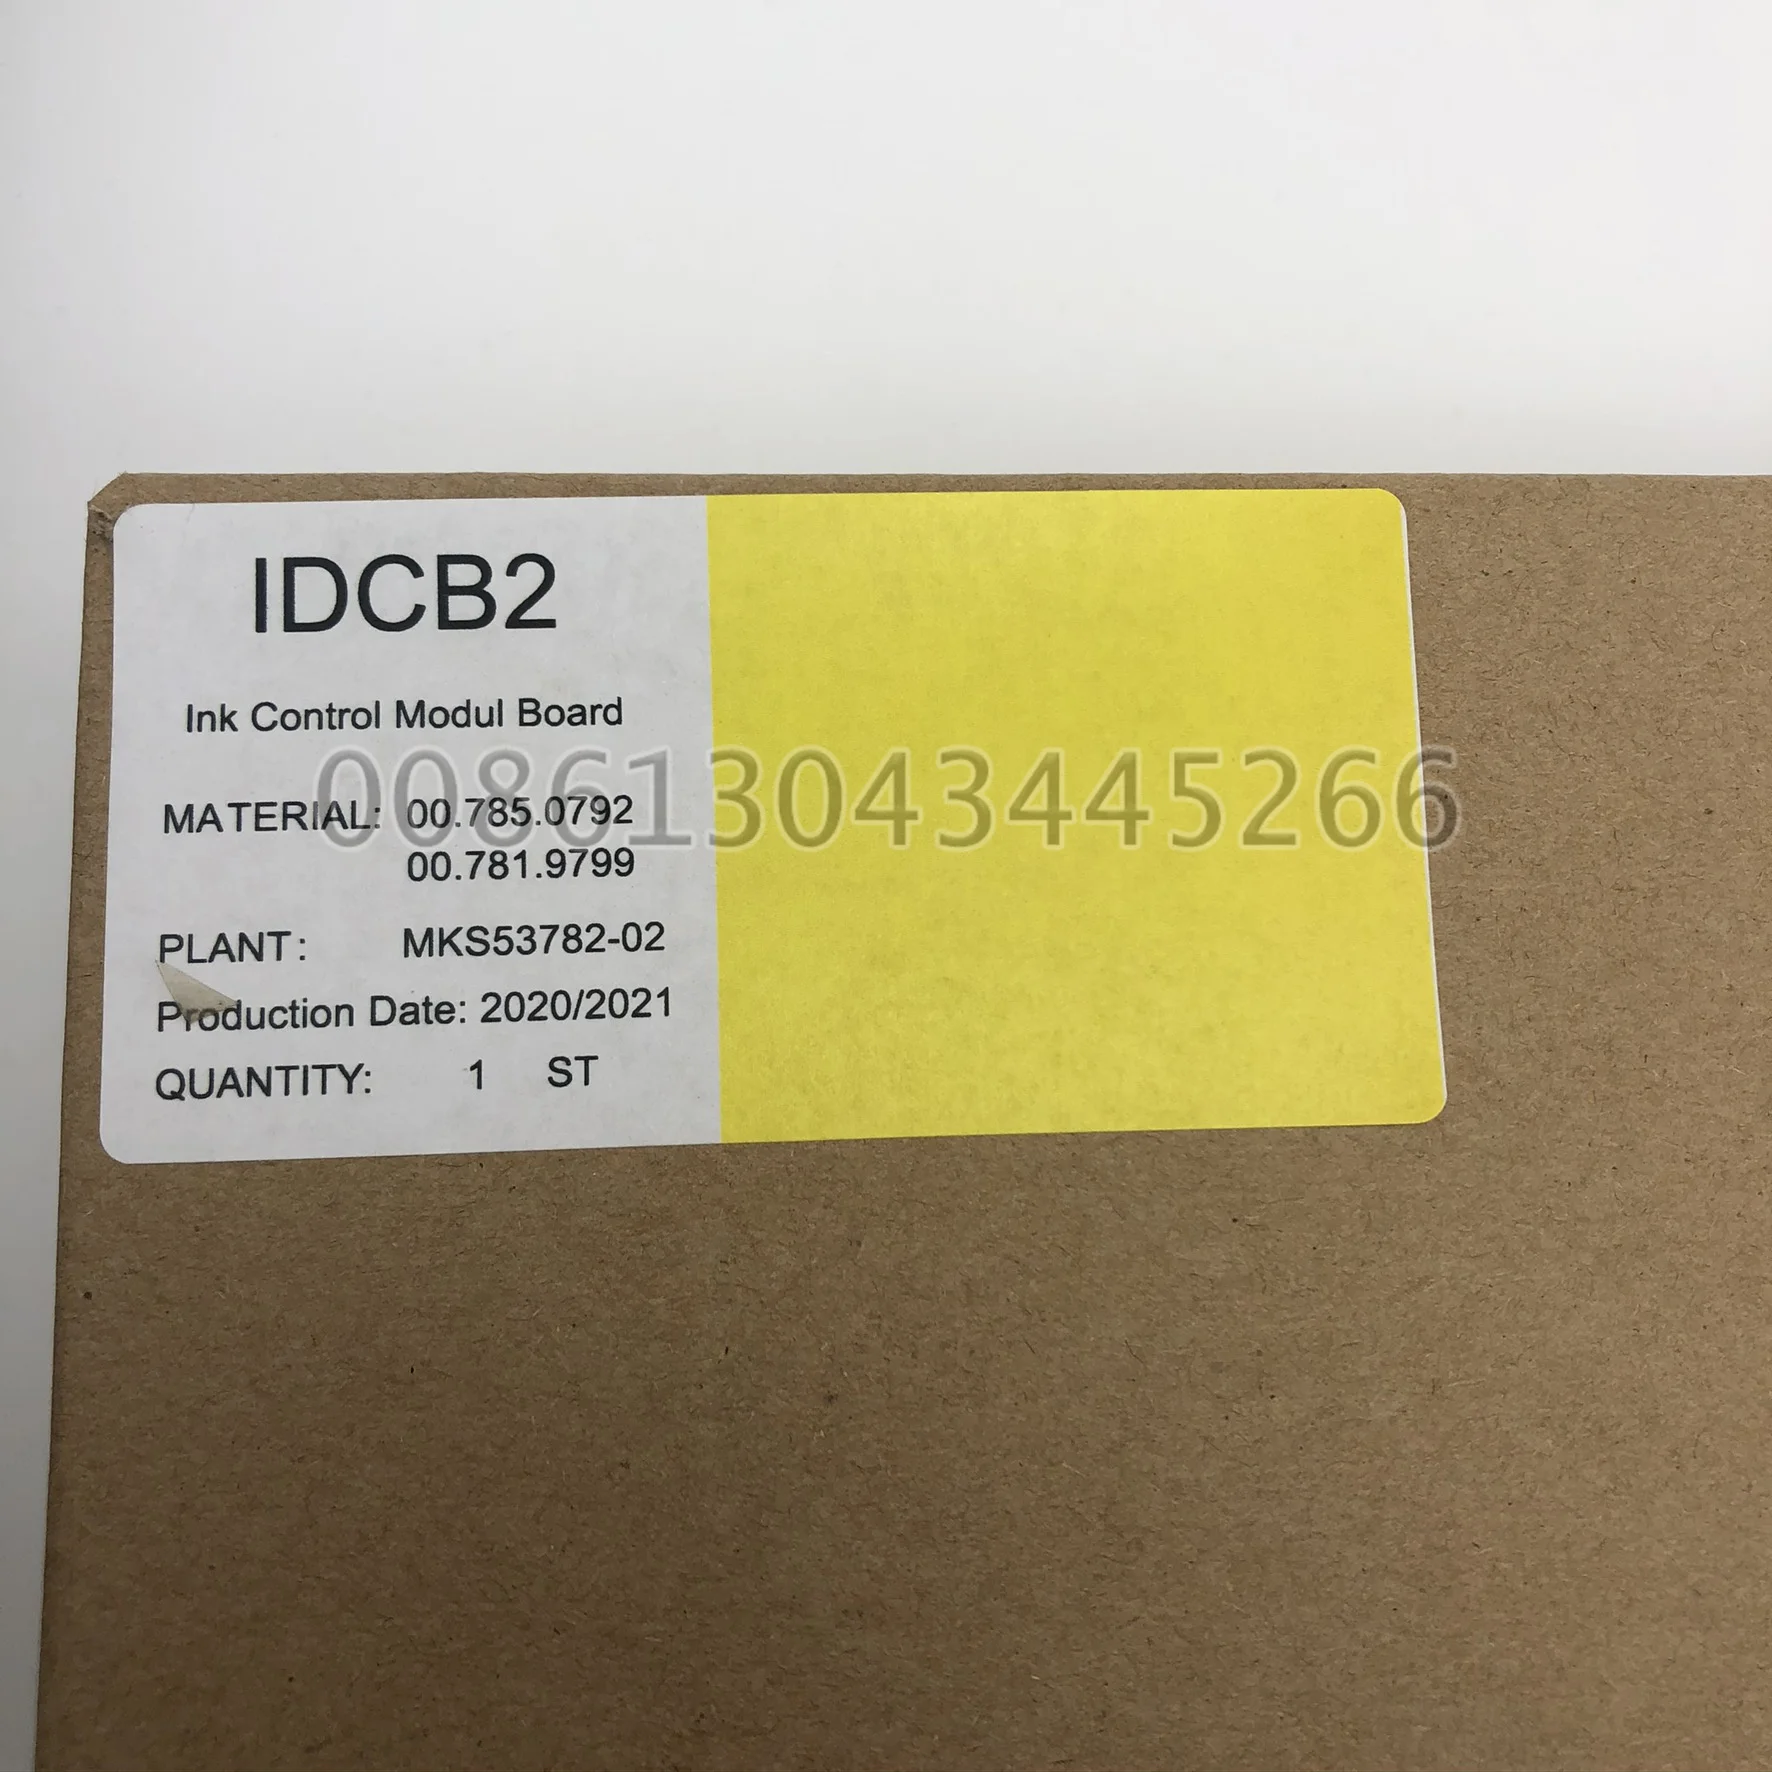 IDCB2
Ink Control Modul Board
008613043445266
MATERIAL: 00.785.0792
00.781.9799
PLANT: MKS53782-02
Production Date: 2020/2021
QUANTITY: 1 ST